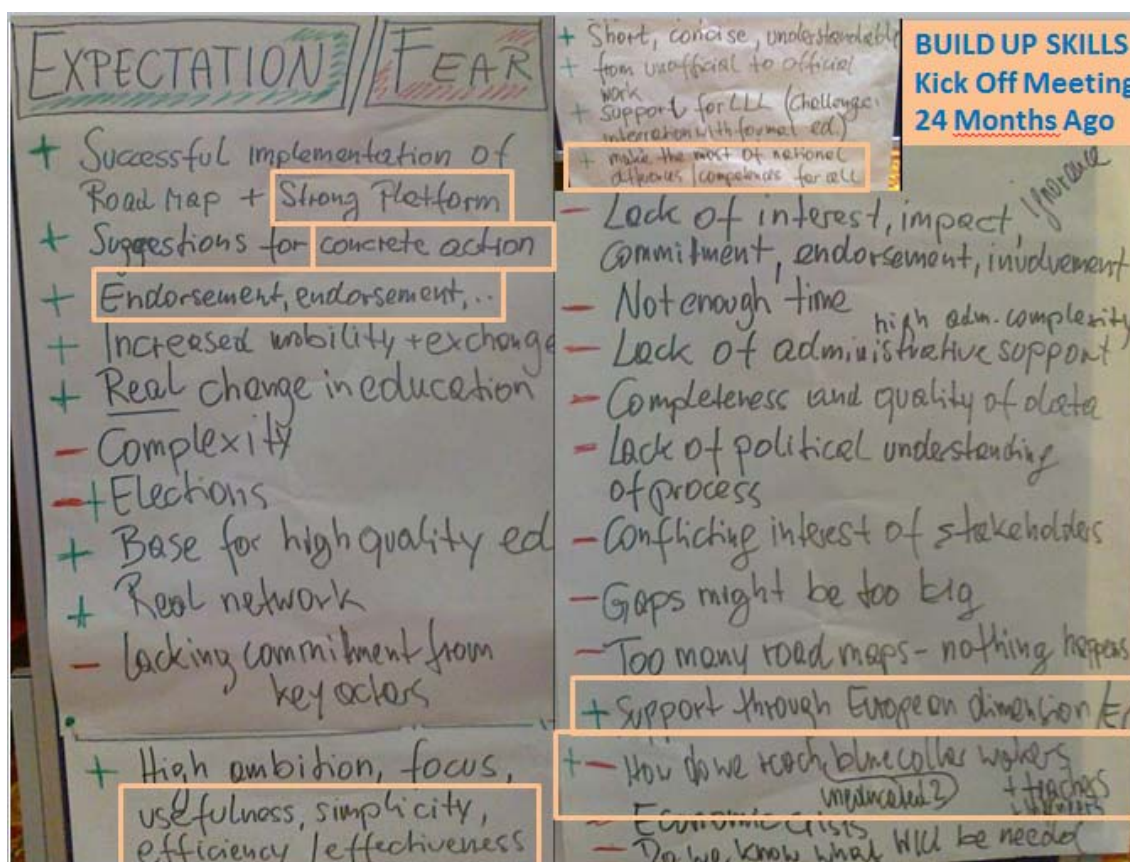 EXPECTATION // FEAR
+ Successful implementation of
Road Map + Strong Platform
+ Suggestions for concrete action
+ Endorsement, endorsement,..
+ Increased mobility + exchange
+ Real change in education
- Complexity
-+ Elections
+ Base for high quality ed
+ Real network
- Lacking commitment from
key actors
+ High ambition, focus,
usefulness, simplicity,
efficiency / effectiveness
+ Short, concise, understandable
+ from unofficial to official
work
+ Support for LLL (Challenge:
with formal ed.)
+ make the most of national
/ competences for all
BUILD UP SKILLS
Kick Off Meeting
24 Months Ago
- Lack of interest, impact, ignorance
commitment, endorsement, involvement
- Not enough time
high adm. complexity
- Lack of administrative support
- Completeness and quality of data
- Lack of political understanding
of process
- Conflicting interest of stakeholders
- Gaps might be too big
- Too many road maps - nothing happens
+ Support through European dimension /
+- How do we reach blue collar workers
uneducated?) + teachers
- Economic crisis
- Do we know what will be needed